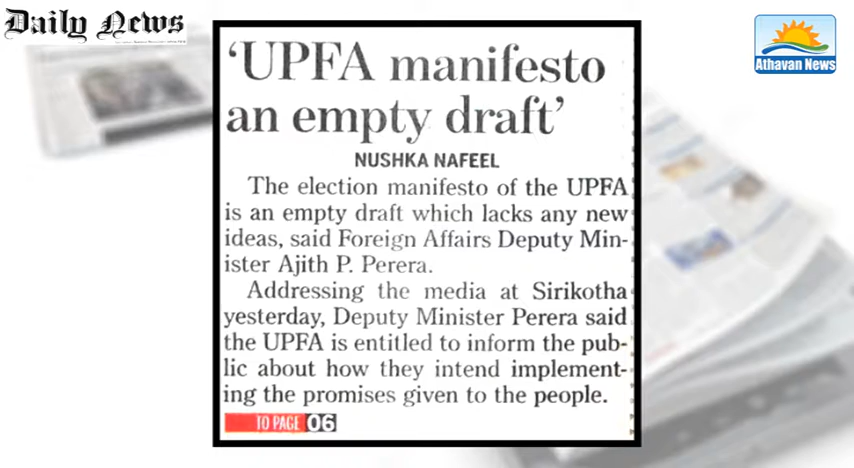 Daily News
Athavan News
‘UPFA manifesto
an empty draft’
NUSHKA NAFEEL
The election manifesto of the UPFA
is an empty draft which lacks any new
ideas, said Foreign Affairs Deputy Min-
ister Ajith P. Perera.
Addressing the media at Sirikotha
yesterday, Deputy Minister Perera said
the UPFA is entitled to inform the pub-
lic about how they intend implement-
ing the promises given to the people.
TO PAGE 06